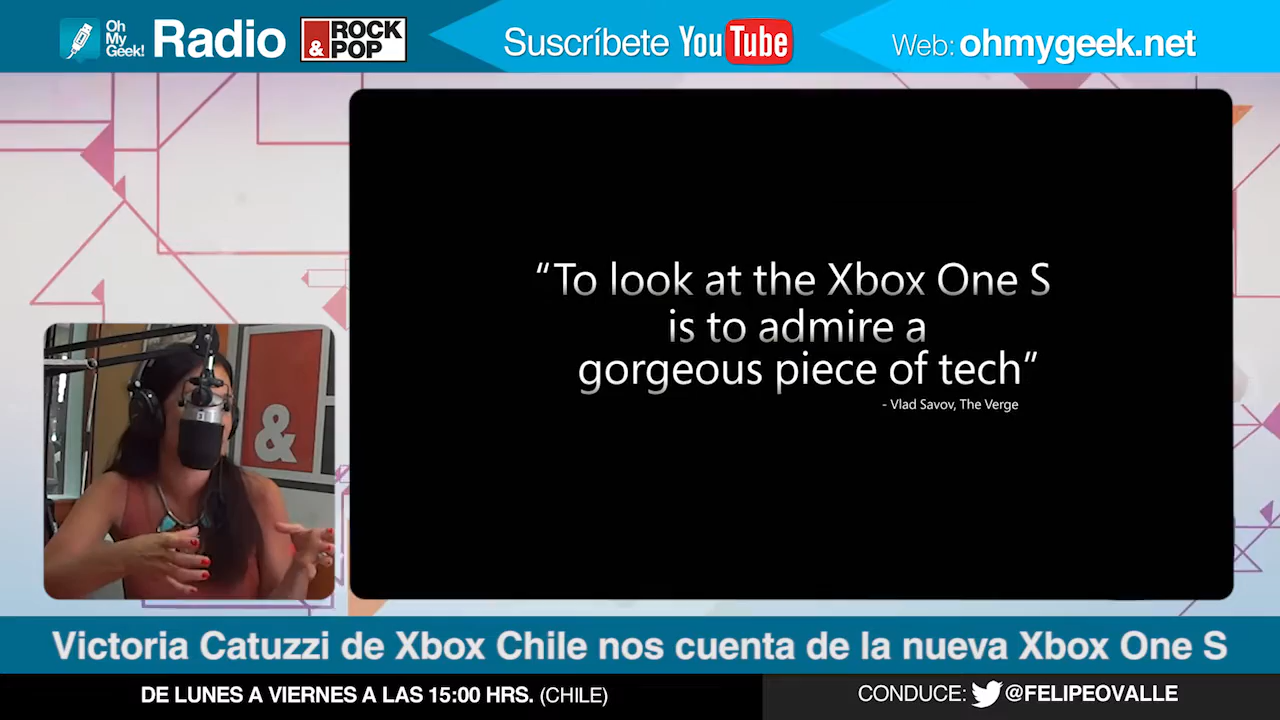 Oh
My
Geek!
Radio
ROCK
&POP
Suscríbete YouTube
Web: ohmygeek.net
“To look at the Xbox One S
is to admire a
gorgeous piece of tech”
- Vlad Savov, The Verge
&
Victoria Catuzzi de Xbox Chile nos cuenta de la nueva Xbox One S
DE LUNES A VIERNES A LAS 15:00 HRS. (CHILE)
CONDUCE: @FELIPEOVALLE